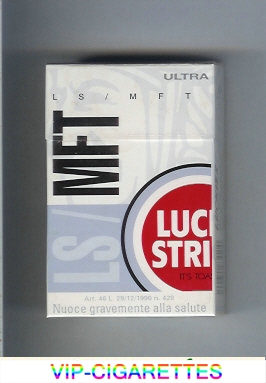 ULTRA
LS / MFT
LS/MFT
LUC
STRI
IT'S TOA
Art. 46 L. 29/12/1990 n. 428
Nuoce gravemente alla salute
VIP-CIGARETTES